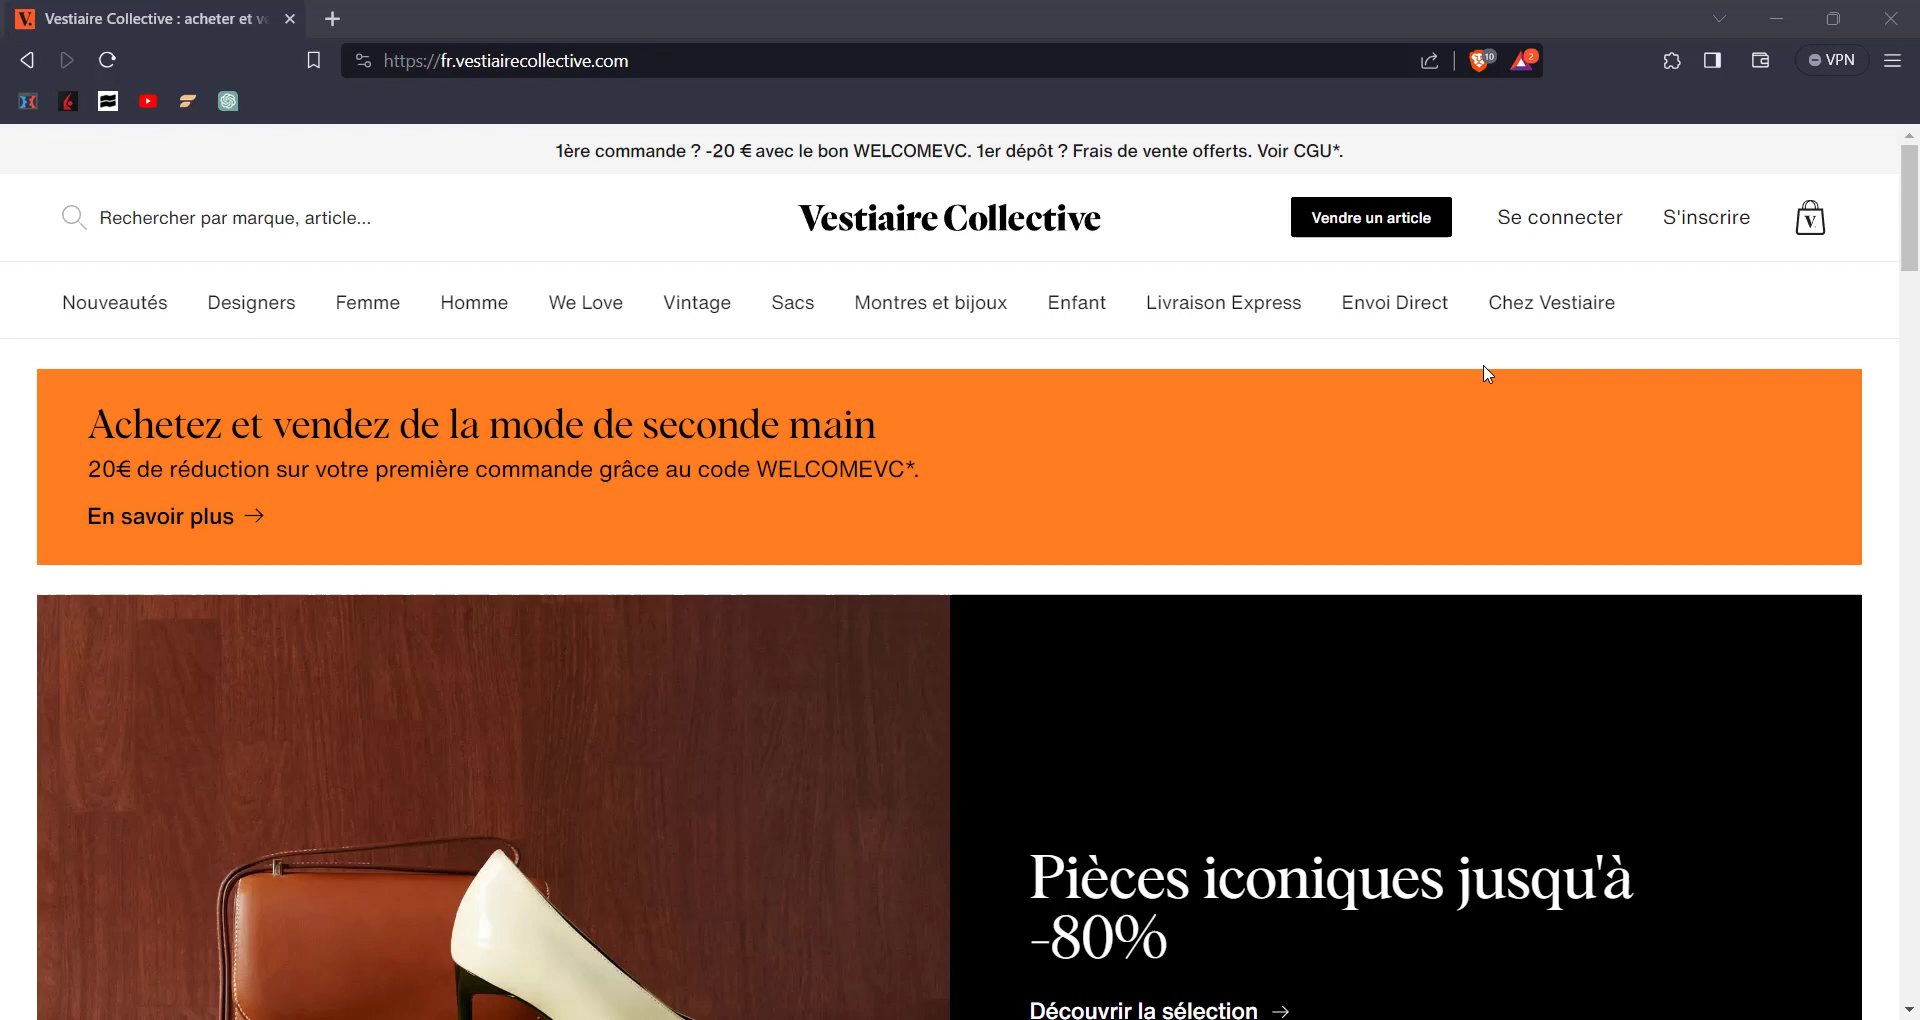 Vestiaire Collective : acheter et ve
https://fr.vestiairecollective.com
10
2
VPN
1ère commande ? -20 € avec le bon WELCOMEVC. 1er dépôt ? Frais de vente offerts. Voir CGU*.
Rechercher par marque, article...
Vestiaire Collective
Vendre un article
Se connecter
S'inscrire
V.
Nouveautés
Designers
Femme
Homme
We Love
Vintage
Sacs
Montres et bijoux
Enfant
Livraison Express
Envoi Direct
Chez Vestiaire
Achetez et vendez de la mode de seconde main
20€ de réduction sur votre première commande grâce au code WELCOMEVC*.
En savoir plus →
Pièces iconiques jusqu'à
-80%
Découvrir la sélection →